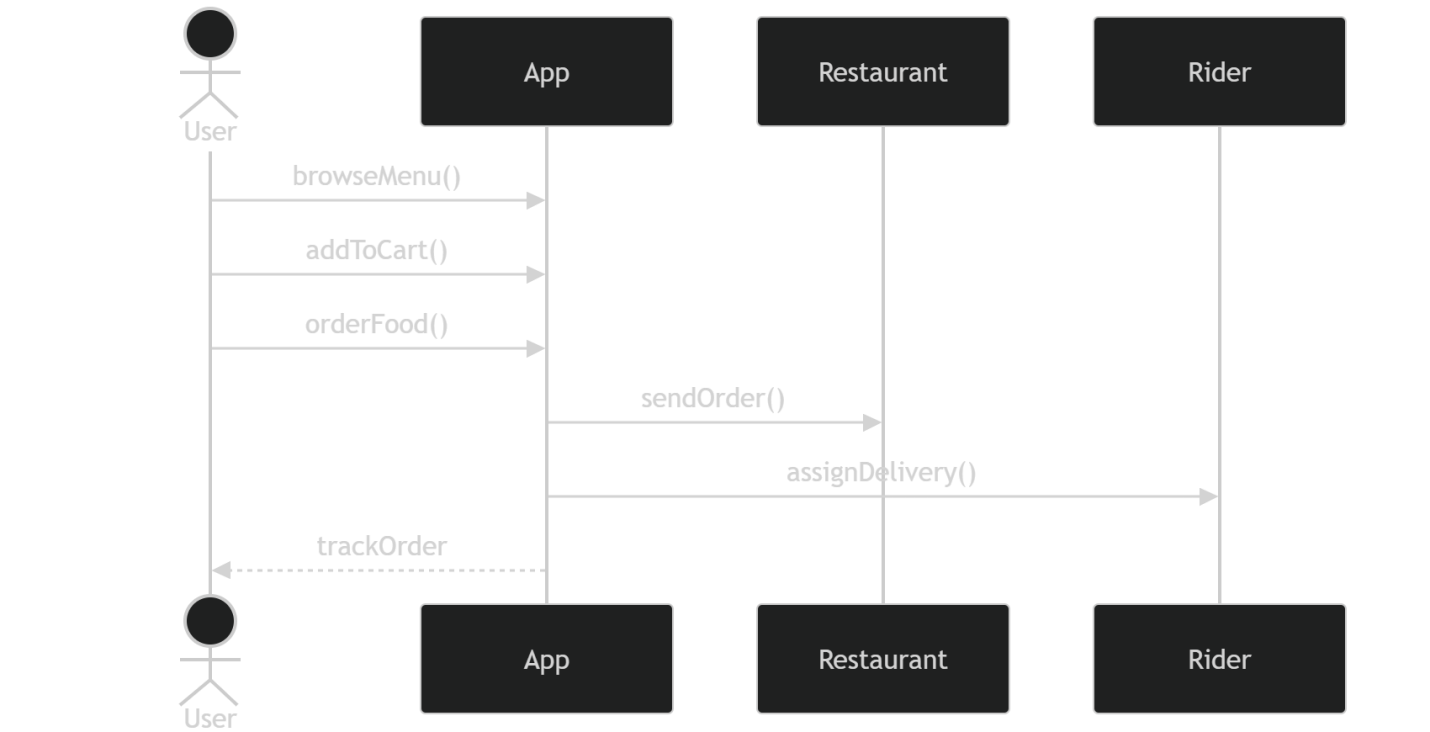 App
Restaurant
Rider
User
browseMenu()
addToCart()
orderFood()
sendOrder()
assignDelivery()
trackOrder
App
Restaurant
Rider
User